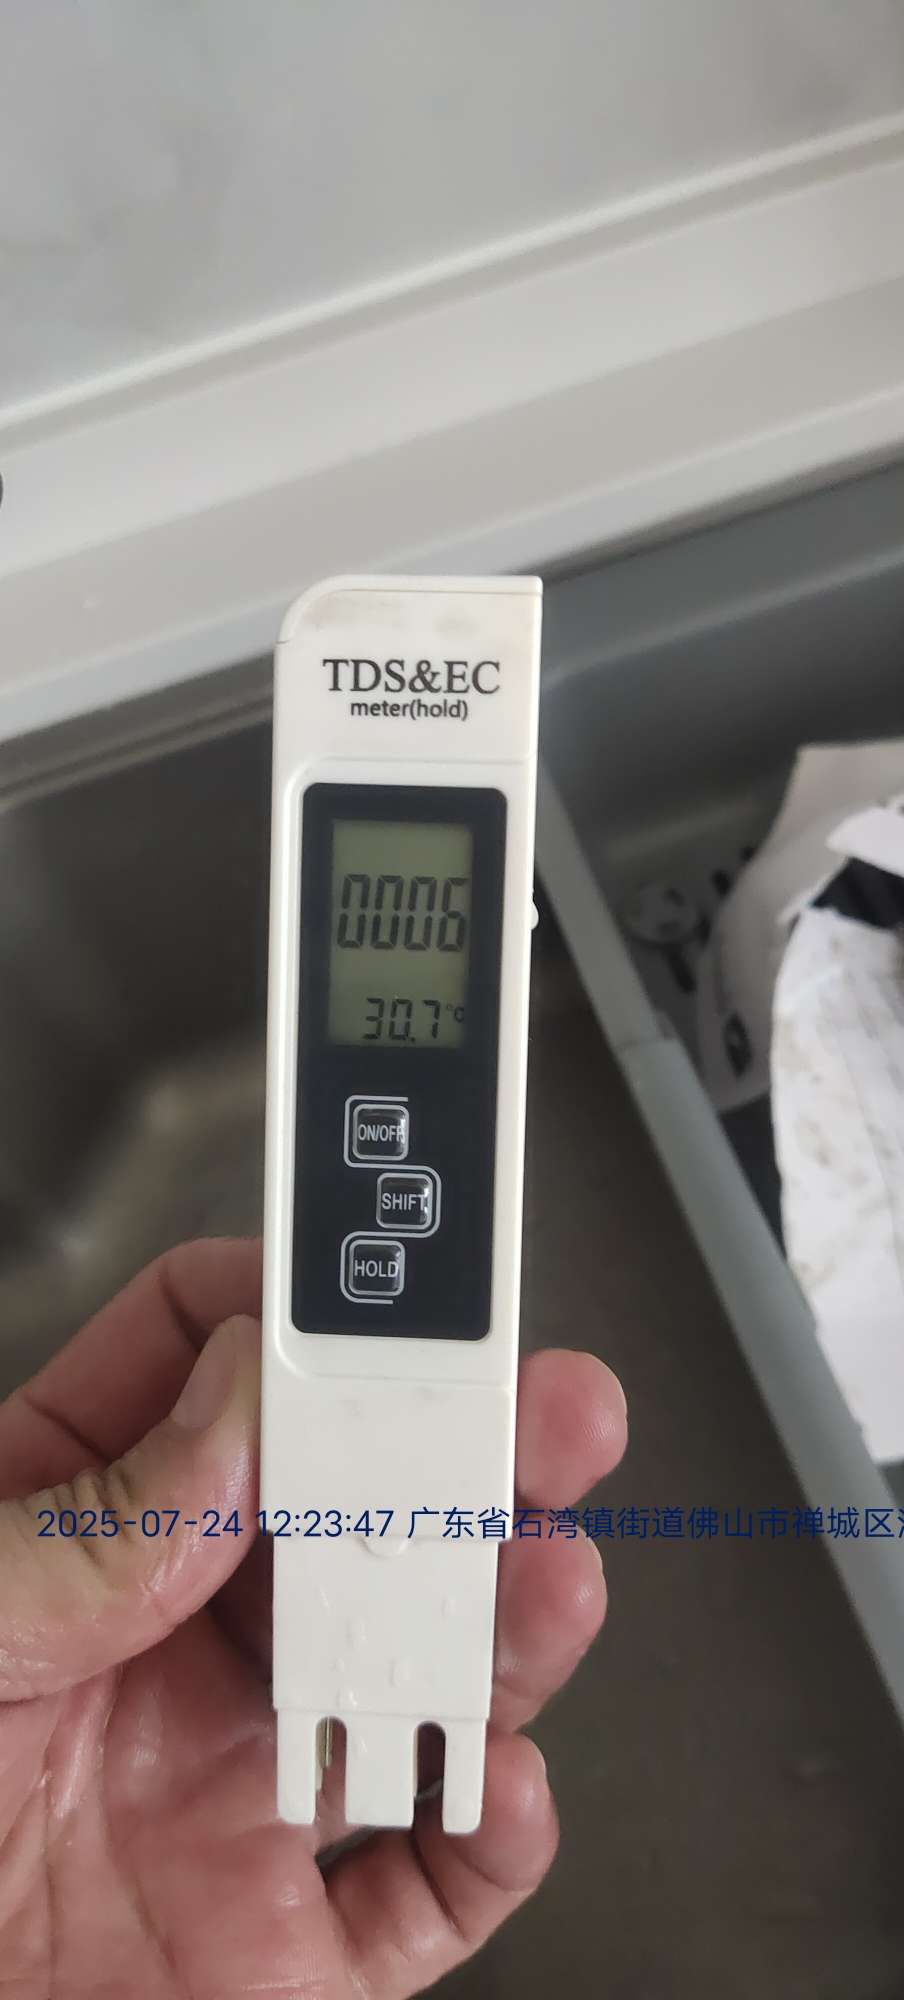 TDS&EC
meter(hold)
0006
30.7°C
ON/OFF
SHIFT
HOLD
2025-07-24 12:23:47 广东省石湾镇街道佛山市禅城区